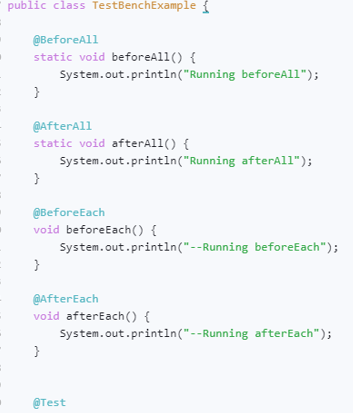 public class TestBenchExample {
@BeforeAll
static void beforeAll() {
System.out.println("Running beforeAll");
}
@AfterAll
static void afterAll() {
System.out.println("Running afterAll");
}
@BeforeEach
void beforeEach() {
System.out.println("--Running beforeEach");
}
@AfterEach
void afterEach() {
System.out.println("--Running afterEach");
}
@Test